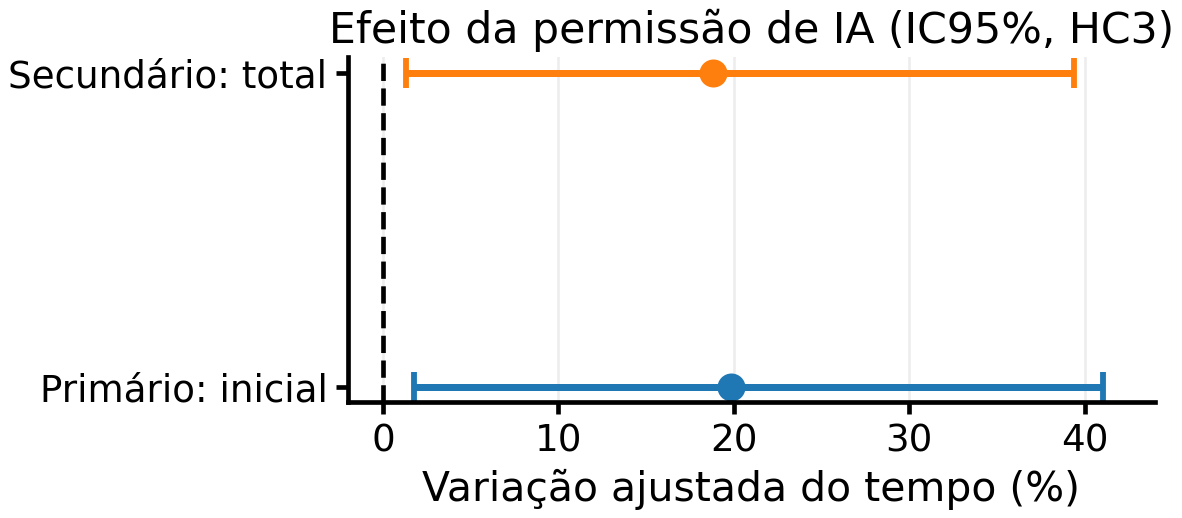 Efeito da permissão de IA (IC95%, HC3)
Secundário: total
Primário: inicial
0 10 20 30 40
Variação ajustada do tempo (%)